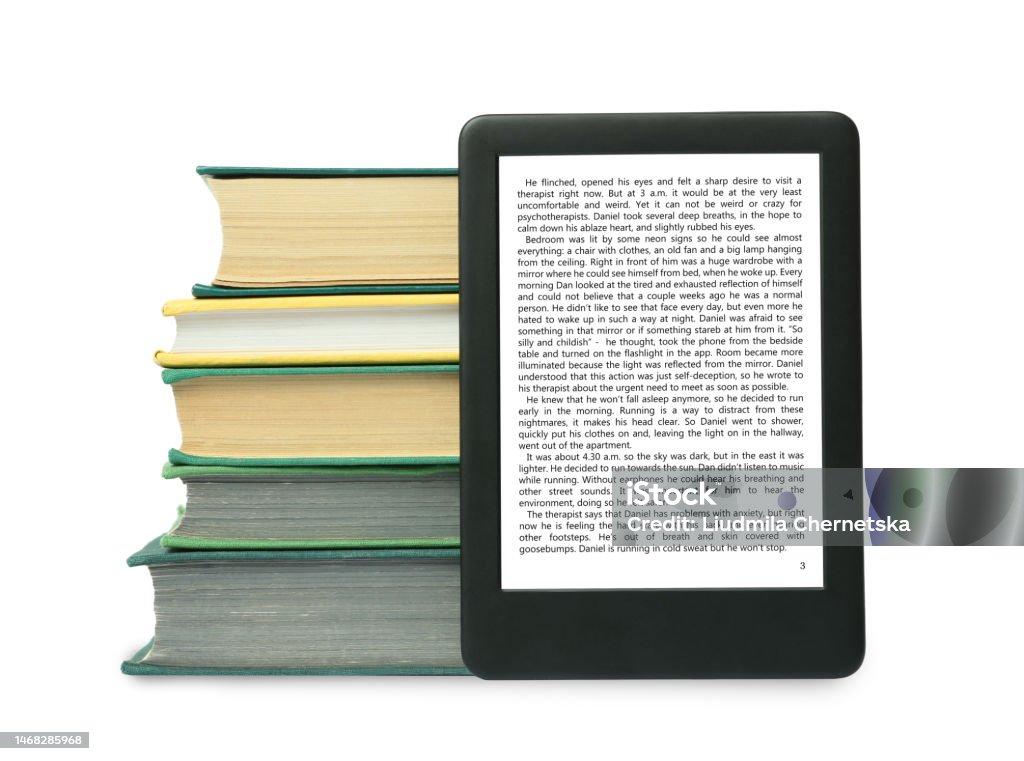 He flinched, opened his eyes and felt a sharp desire to visit a
therapist right now. But at 3 a.m. it would be at the very least
uncomfortable and weird. Yet it can not be weird or crazy for
psychotherapists. Daniel took several deep breaths, in the hope to
calm down his ablaze heart, and slightly rubbed his eyes.
Bedroom was lit by some neon signs so he could see almost
everything: a chair with clothes, an old fan and a big lamp hanging
from the ceiling. Right in front of him was a huge wardrobe with a
mirror where he could see himself from bed, when he woke up. Every
morning Dan looked at the tired and exhausted reflection of himself
and could not believe that a couple weeks ago he was a normal
person. He didn't like to see that face every day, but even more he
hated to wake up in such a way at night. Daniel was afraid to see
something in that mirror or if something stareb at him from it. "So
silly and childish" - he thought, took the phone from the bedside
table and turned on the flashlight in the app. Room became more
illuminated because the light was reflected from the mirror. Daniel
understood that this action was just self-deception, so he wrote to
his therapist about the urgent need to meet as soon as possible.
He knew that he won't fall asleep anymore, so he decided to run
early in the morning. Running is a way to distract from these
nightmares, it makes his head clear. So Daniel went to shower,
quickly put his clothes on and, leaving the light on in the hallway,
went out of the apartment.
It was about 4.30 a.m. so the sky was dark, but in the east it was
lighter. He decided to run towards the sun. Dan didn't listen to music
while running. Without earphones he could hear his breathing and
other street sounds. It him to hear the
environment, doing so he
The therapist says that Daniel has problems with anxiety, but right
now he is feeling the his
other footsteps. He's out of breath and skin covered with
goosebumps. Daniel is running in cold sweat but he won't stop.
3
iStock
Credit: Liudmila Chernetska
1468285968